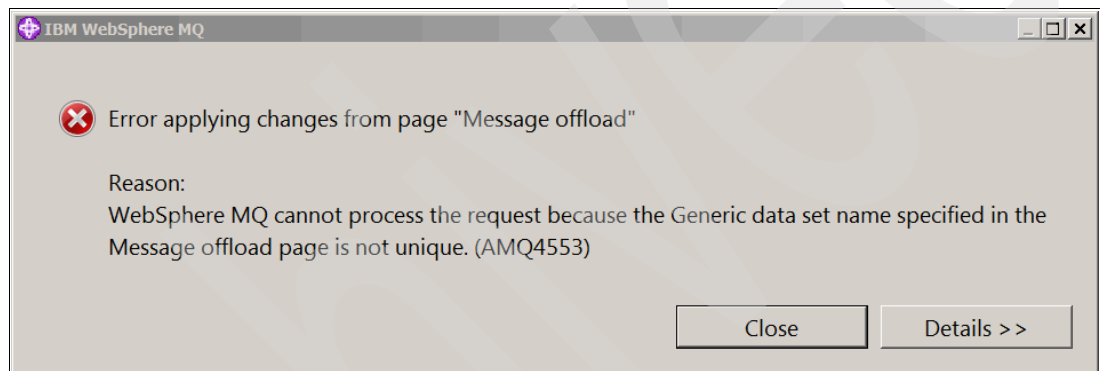 IBM WebSphere MQ
Error applying changes from page "Message offload"
Reason:
WebSphere MQ cannot process the request because the Generic data set name specified in the
Message offload page is not unique. (AMQ4553)
Close
Details >>